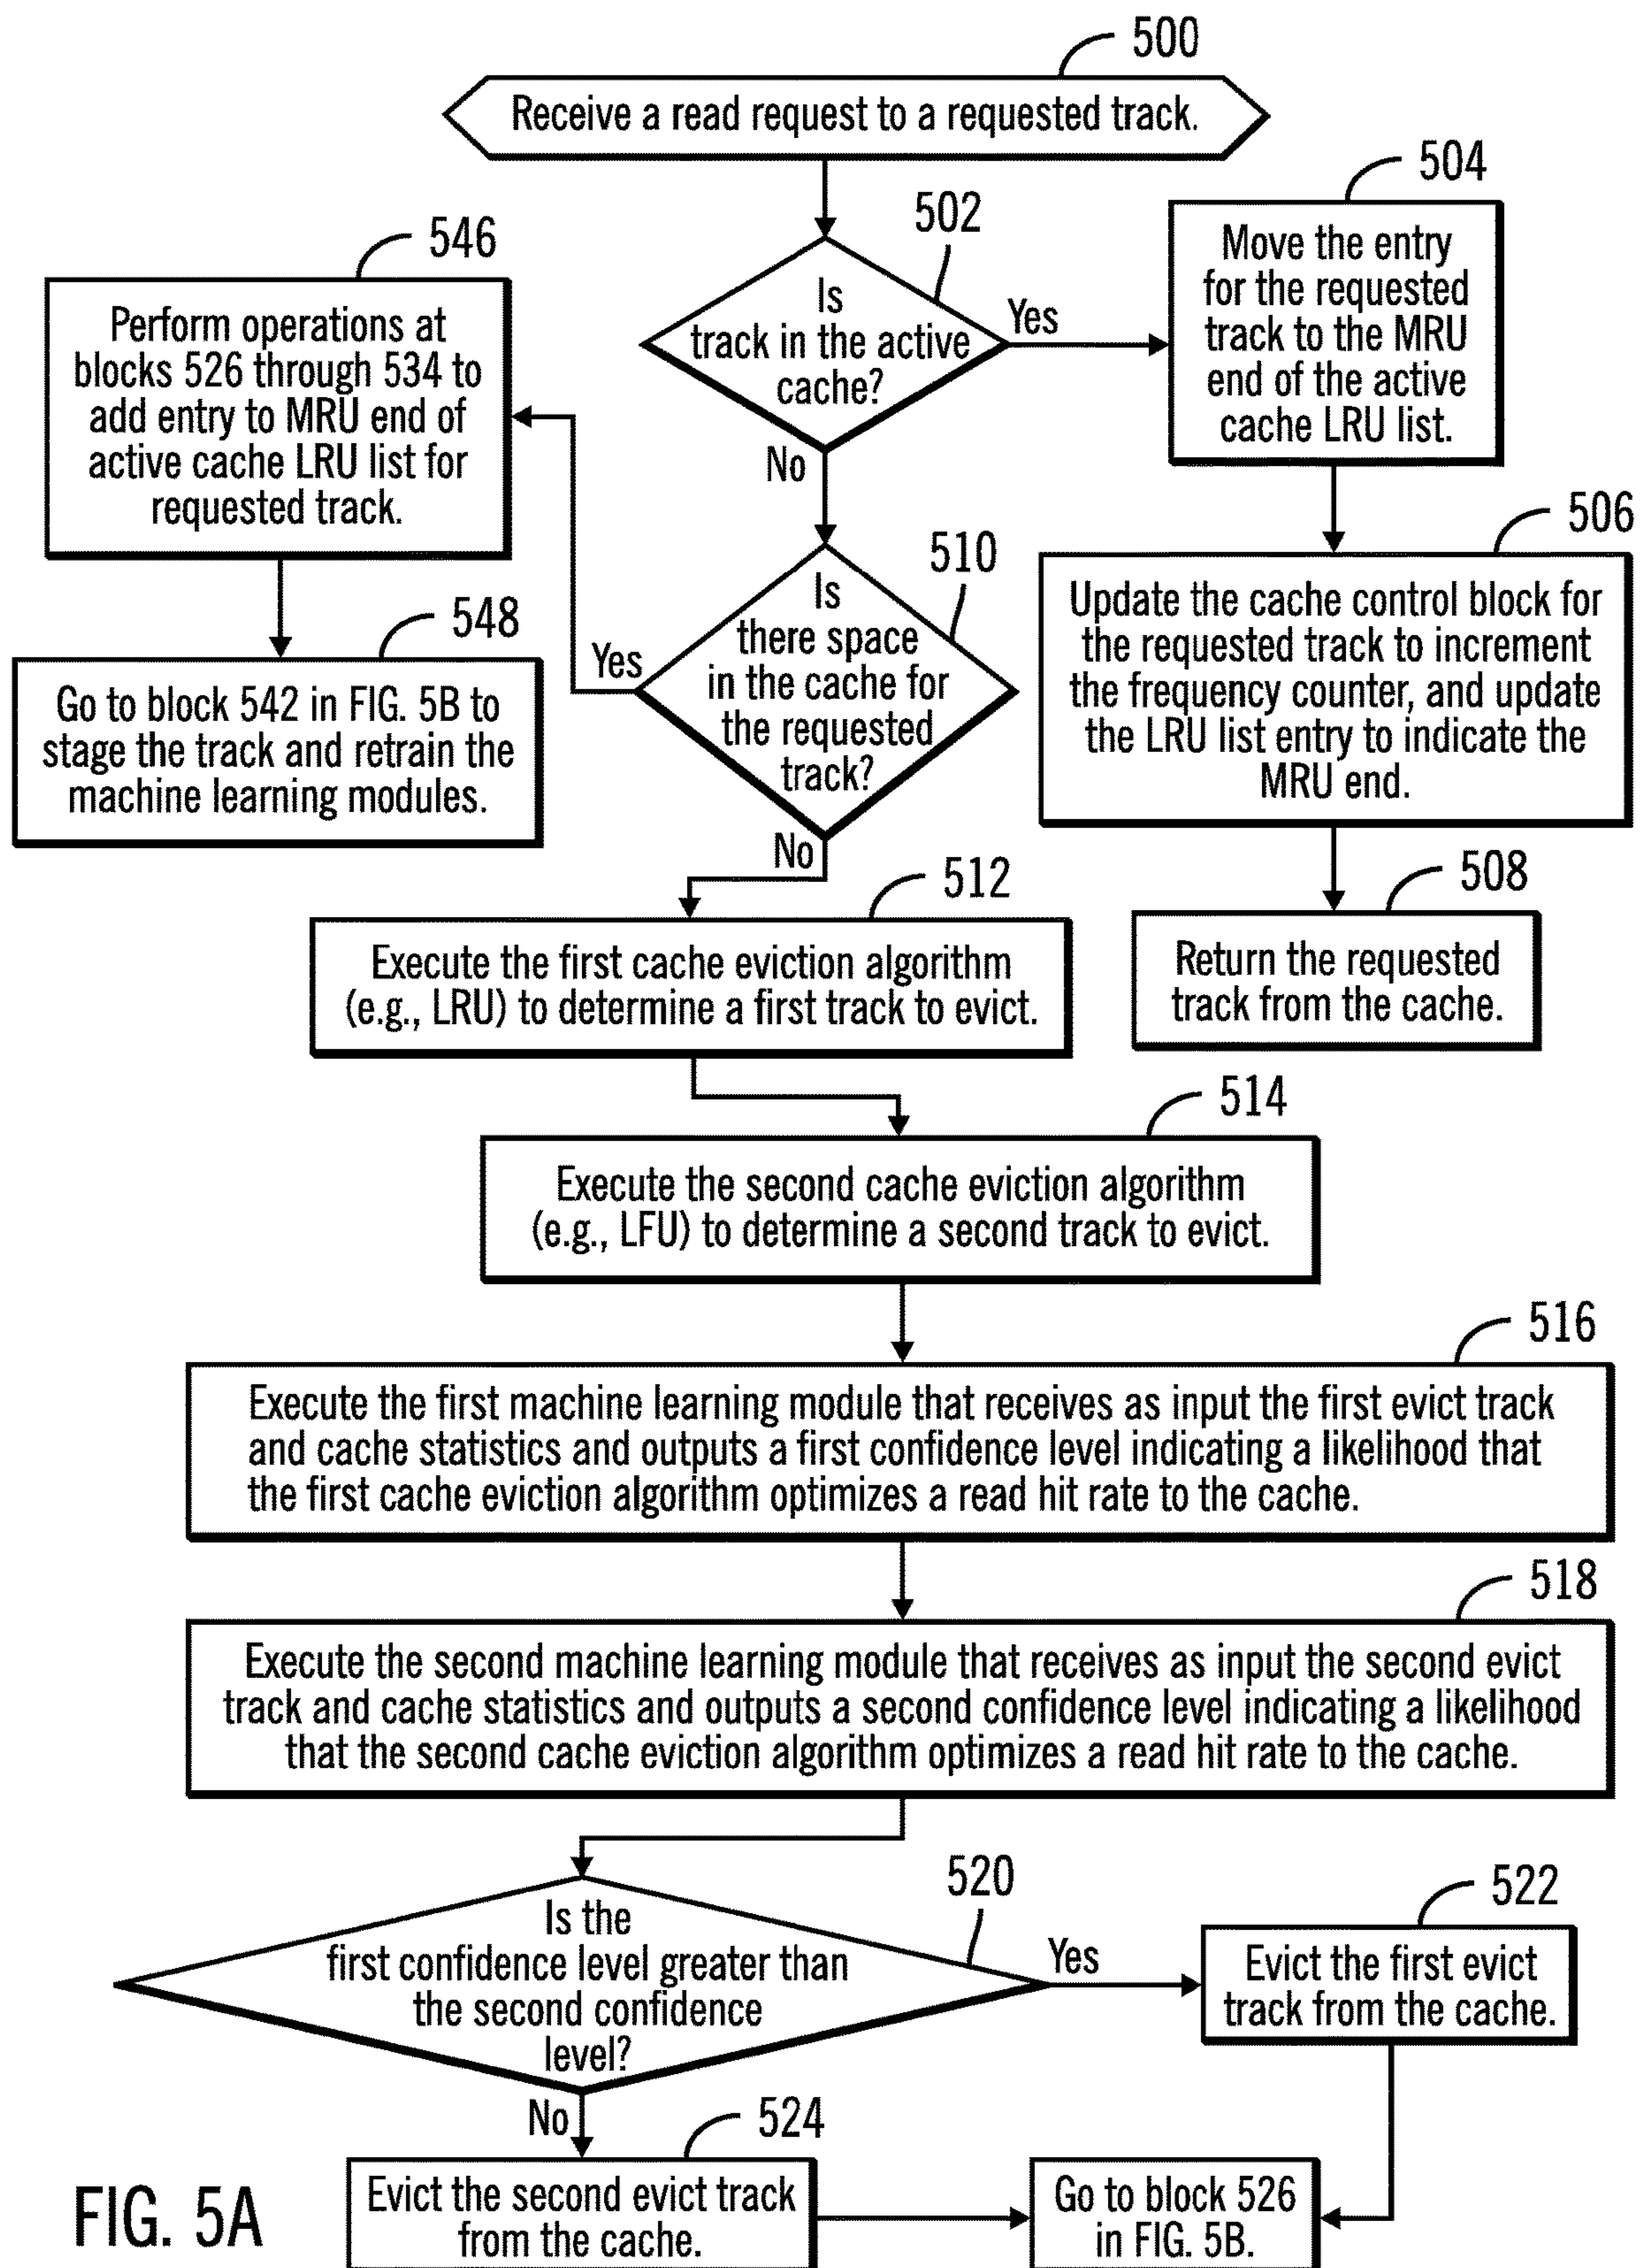 500
Receive a read request to a requested track.
502
Is
track in the active
cache?
Yes
No
504
Move the entry
for the requested
track to the MRU
end of the active
cache LRU list.
506
Update the cache control block for
the requested track to increment
the frequency counter, and update
the LRU list entry to indicate the
MRU end.
508
Return the requested
track from the cache.
510
Is
there space
in the cache for
the requested
track?
Yes
No
546
Perform operations at
blocks 526 through 534 to
add entry to MRU end of
active cache LRU list for
requested track.
548
Go to block 542 in FIG. 5B to
stage the track and retrain the
machine learning modules.
512
Execute the first cache eviction algorithm
(e.g., LRU) to determine a first track to evict.
514
Execute the second cache eviction algorithm
(e.g., LFU) to determine a second track to evict.
516
Execute the first machine learning module that receives as input the first evict track
and cache statistics and outputs a first confidence level indicating a likelihood that
the first cache eviction algorithm optimizes a read hit rate to the cache.
518
Execute the second machine learning module that receives as input the second evict
track and cache statistics and outputs a second confidence level indicating a likelihood
that the second cache eviction algorithm optimizes a read hit rate to the cache.
520
Is the
first confidence level greater than
the second confidence
level?
Yes
No
522
Evict the first evict
track from the cache.
524
Evict the second evict track
from the cache.
Go to block 526
in FIG. 5B.
FIG. 5A